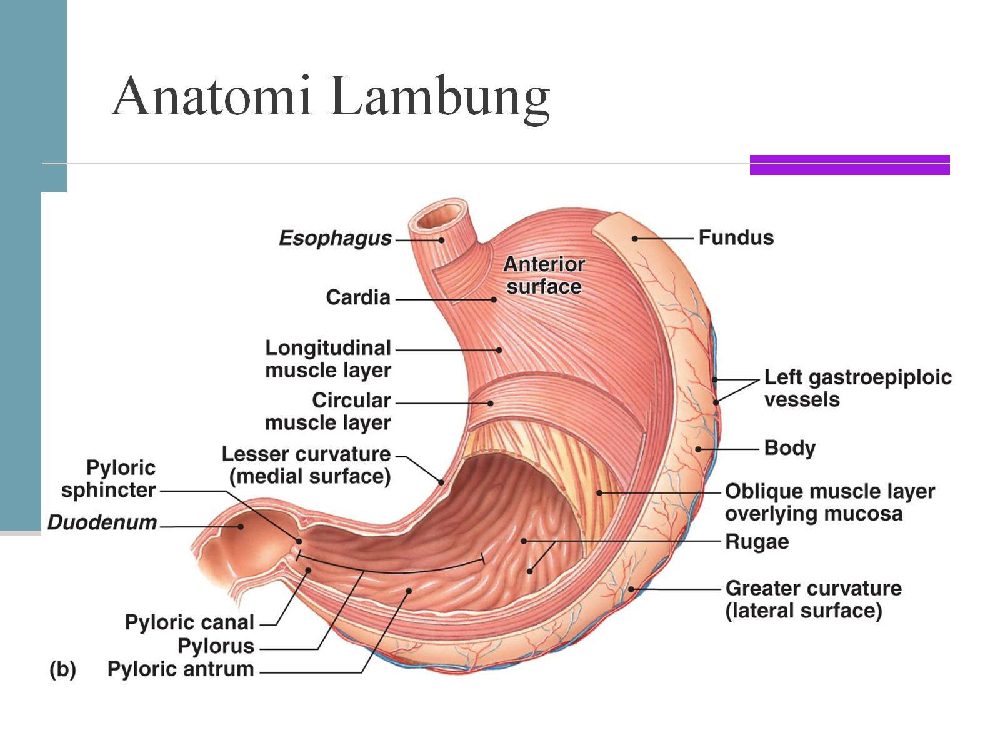 Anatomi Lambung
Esophagus
Fundus
Anterior
surface
Cardia
Longitudinal
muscle layer
Circular
muscle layer
Lesser curvature
(medial surface)
Left gastroepiploic
vessels
Body
Pyloric
sphincter
Duodenum
Oblique muscle layer
overlying mucosa
Rugae
Greater curvature
(lateral surface)
Pyloric canal
Pylorus
(b) Pyloric antrum